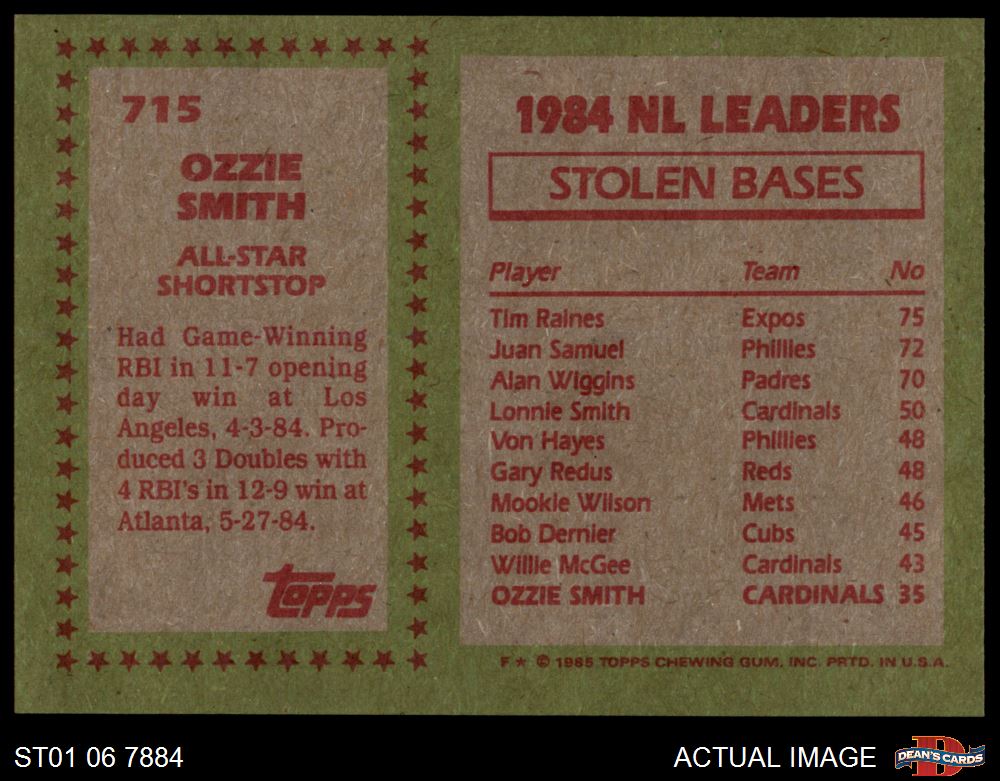 715
OZZIE
SMITH
ALL-STAR
SHORTSTOP
Had Game-Winning
RBI in 11-7 opening
day win at Los
Angeles, 4-3-84. Pro-
duced 3 Doubles with
4 RBI's in 12-9 win at
Atlanta, 5-27-84.
topps
1984 NL LEADERS
STOLEN BASES
Player Team No
Tim Raines Expos 75
Juan Samuel Phillies 72
Alan Wiggins Padres 70
Lonnie Smith Cardinals 50
Von Hayes Phillies 48
Gary Redus Reds 48
Mookie Wilson Mets 46
Bob Dernier Cubs 45
Willie McGee Cardinals 43
OZZIE SMITH CARDINALS 35
F★ © 1985 TOPPS CHEWING GUM, INC. PRTD. IN U.S.A.
ST01 06 7884
ACTUAL IMAGE
D
DEAN'S CARDS